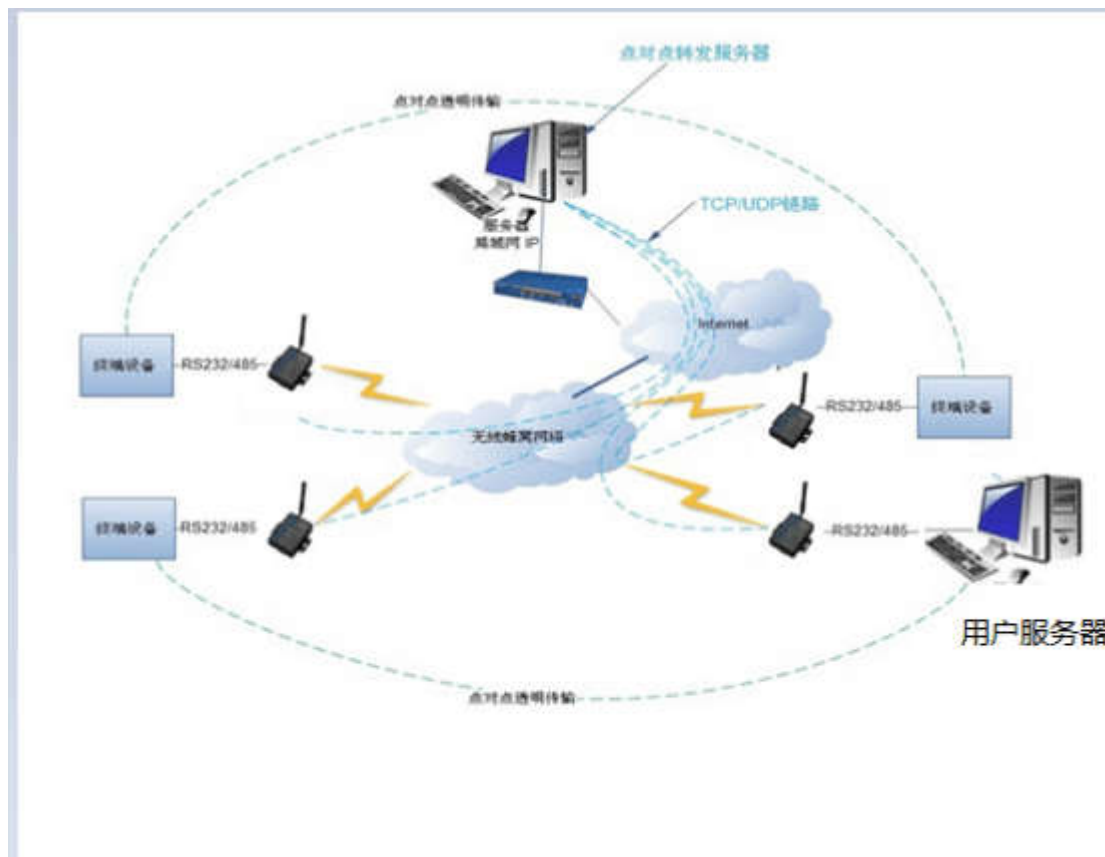 点对点转发服务器
点对点透明传输
TCP/UDP链路
服务器
局域网 IP
Internet
终端设备
RS232/485
RS232/485
终端设备
无线蜂窝网络
终端设备
RS232/485
RS232/485
用户服务器
点对点透明传输